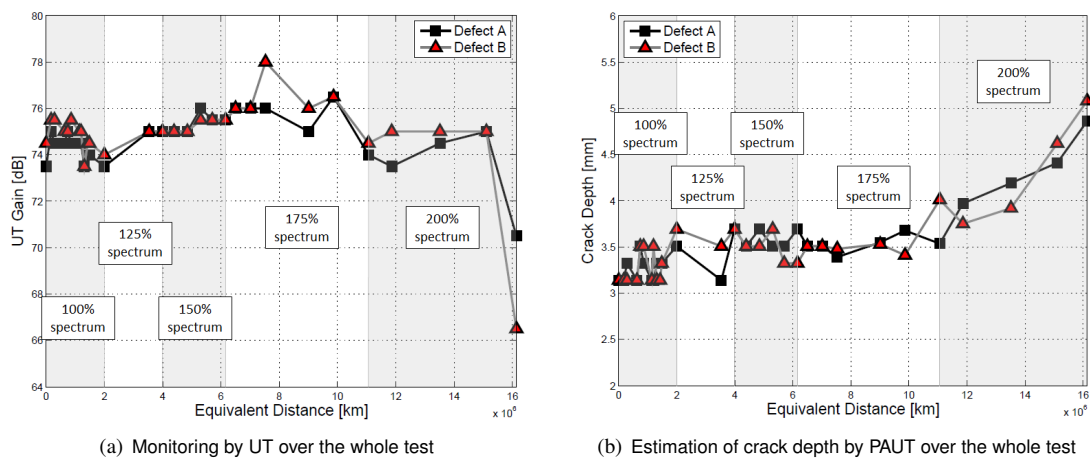 80
78
76
74
72
70
68
66
64
UT Gain [dB]
Defect A
Defect B
100%
spectrum
125%
spectrum
150%
spectrum
175%
spectrum
200%
spectrum
0 2 4 6 8 10 12 14 16
x 10⁶
Equivalent Distance [km]
(a) Monitoring by UT over the whole test
6
5.5
5
4.5
4
3.5
3
2.5
2
Crack Depth [mm]
Defect A
Defect B
100%
spectrum
125%
spectrum
150%
spectrum
175%
spectrum
200%
spectrum
0 2 4 6 8 10 12 14 16
x 10⁶
Equivalent Distance [km]
(b) Estimation of crack depth by PAUT over the whole test